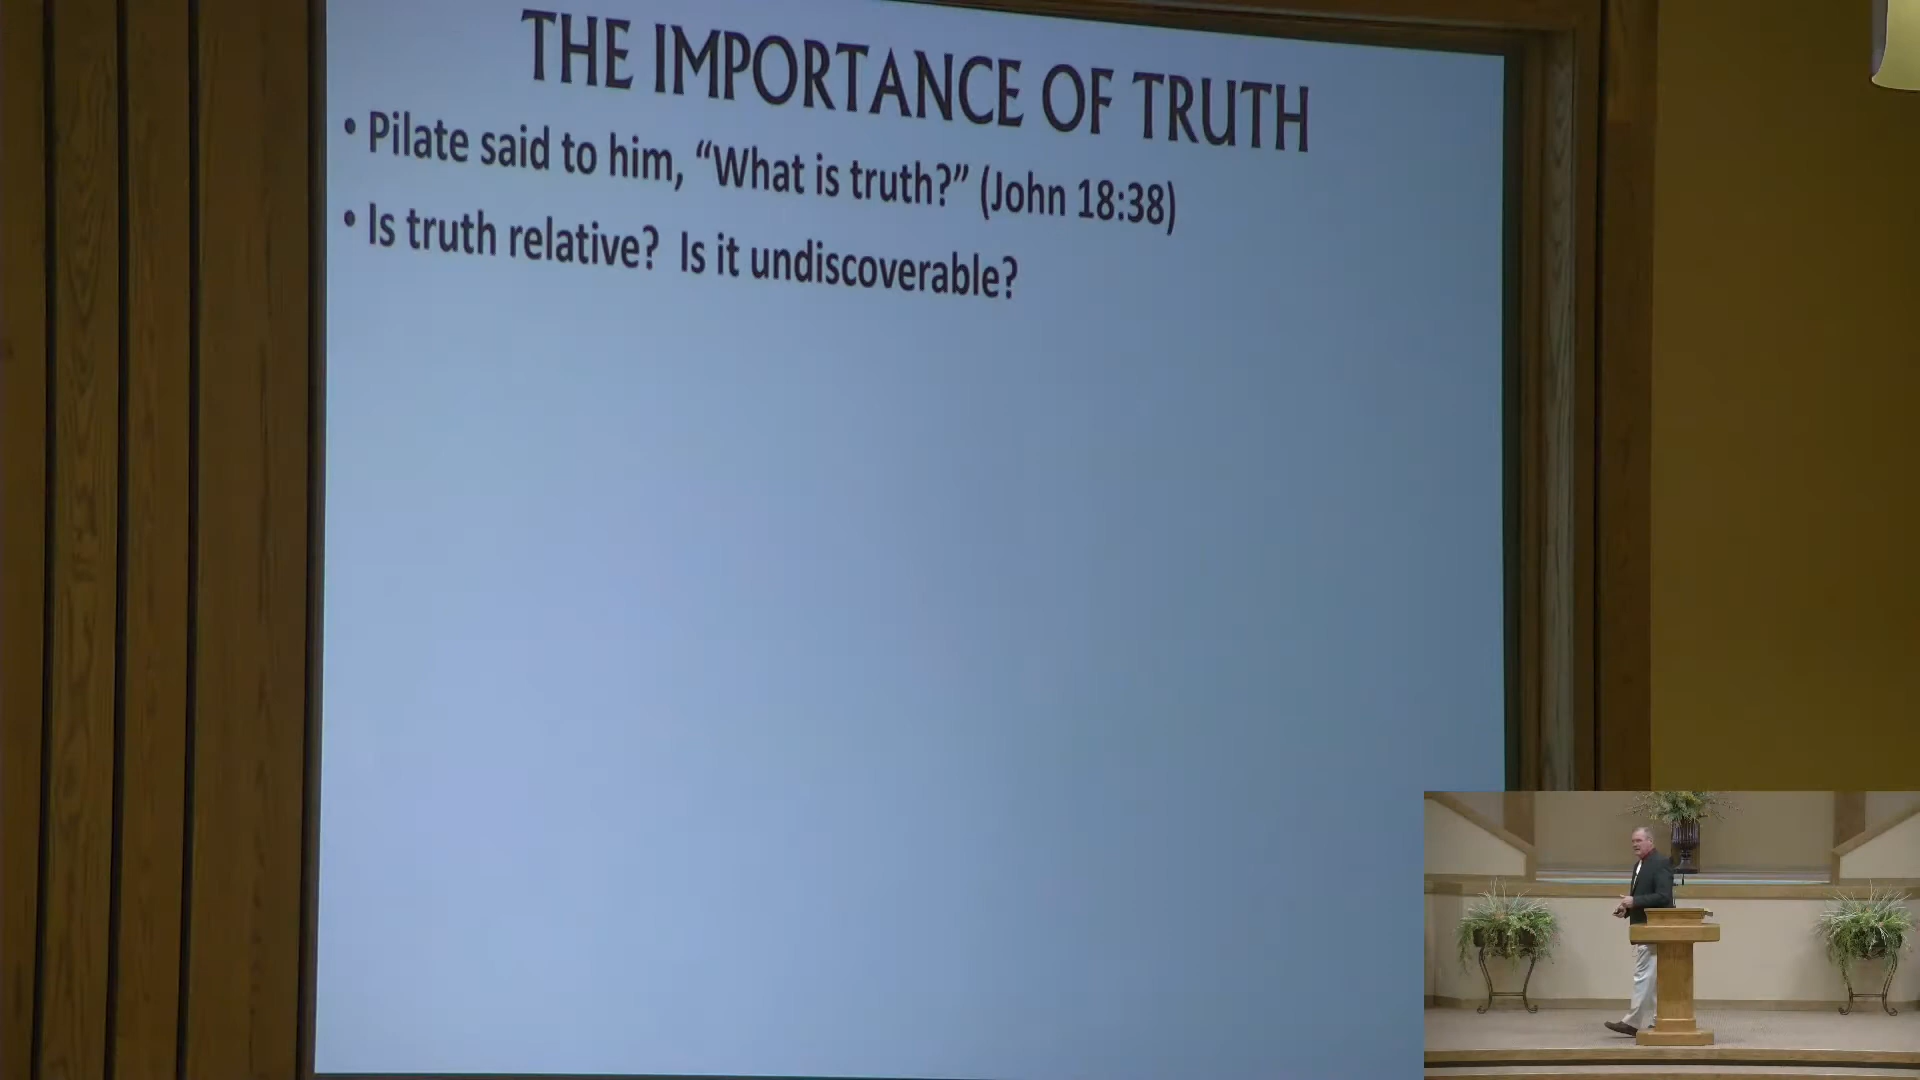 THE IMPORTANCE OF TRUTH
• Pilate said to him, “What is truth?” (John 18:38)
• Is truth relative?  Is it undiscoverable?